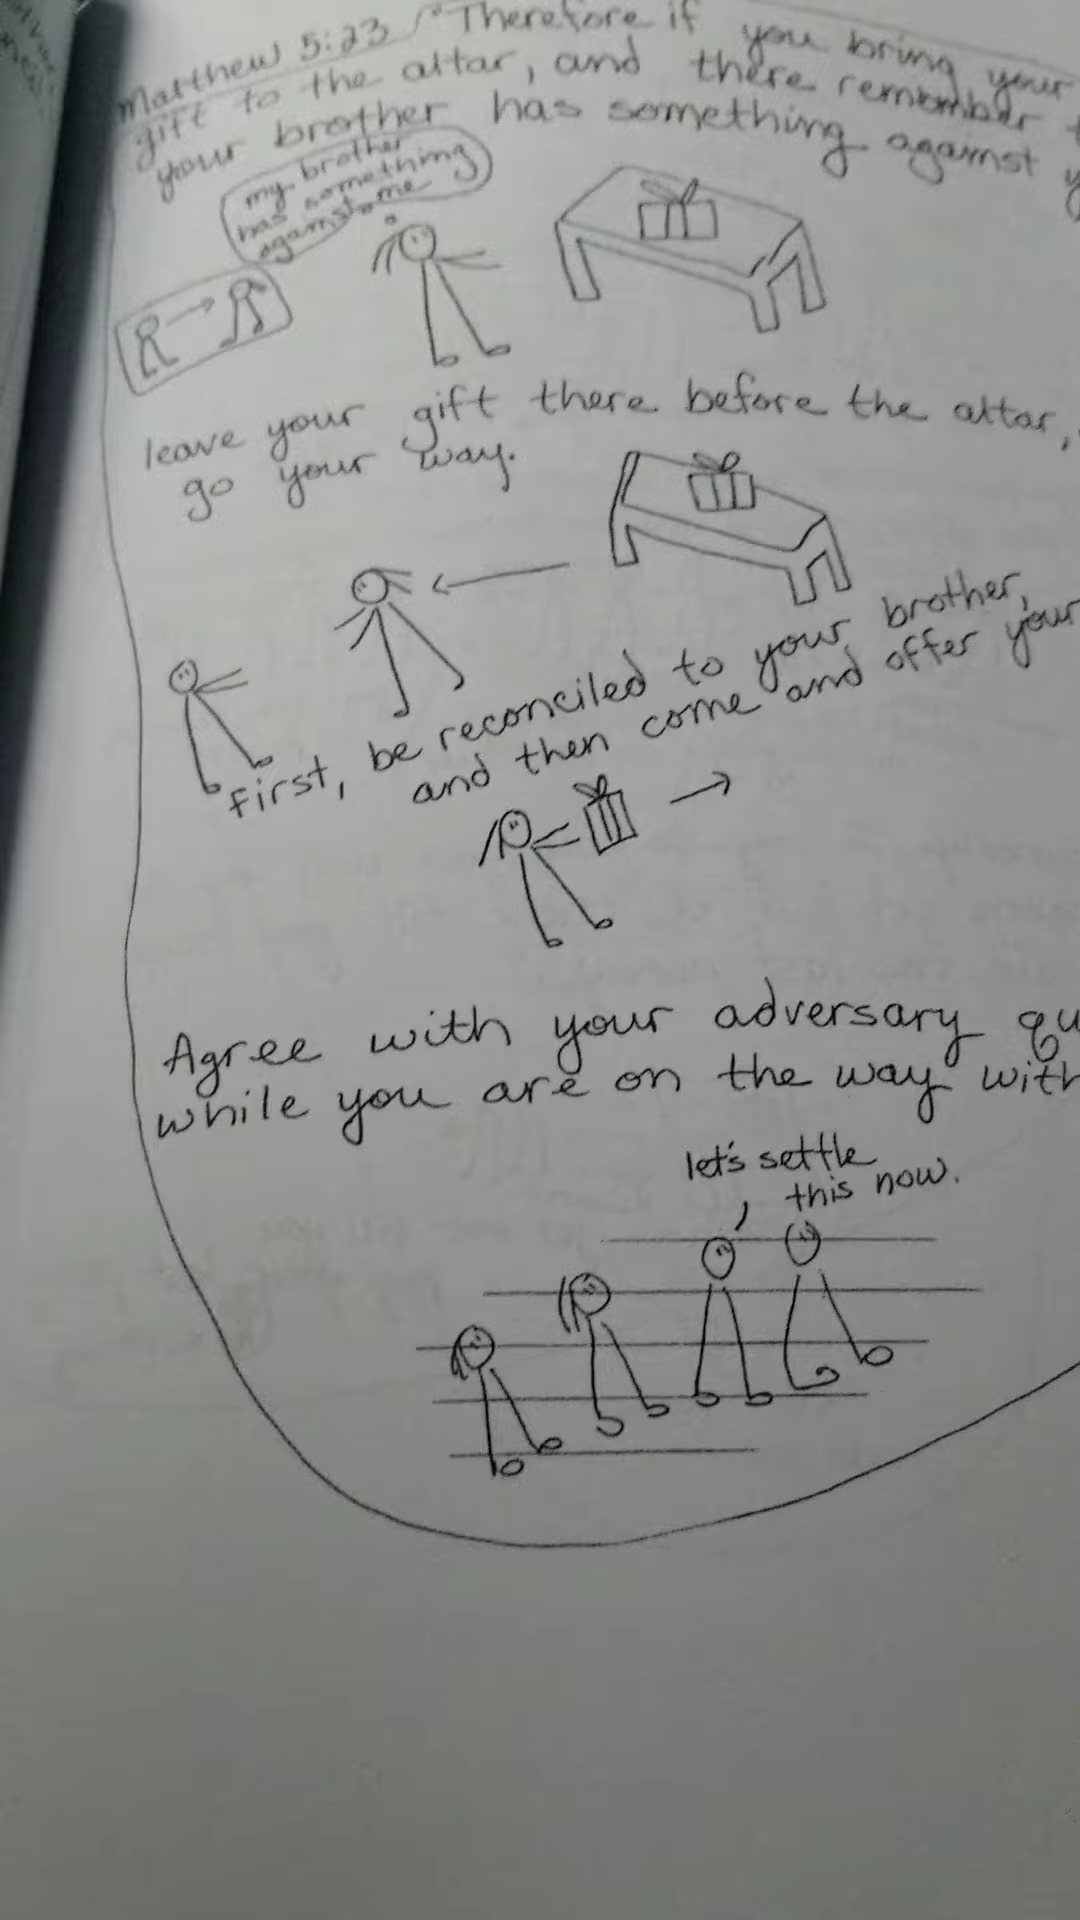 Matthew 5:23 "Therefore if you bring your
gift to the altar, and there remember
your brother has something against
my brother
has something
against me
leave your gift there before the altar,
go your way.
First, be reconciled to your brother,
and then come and offer your
Agree with your adversary qu
while you are on the way with
let's settle
this now.